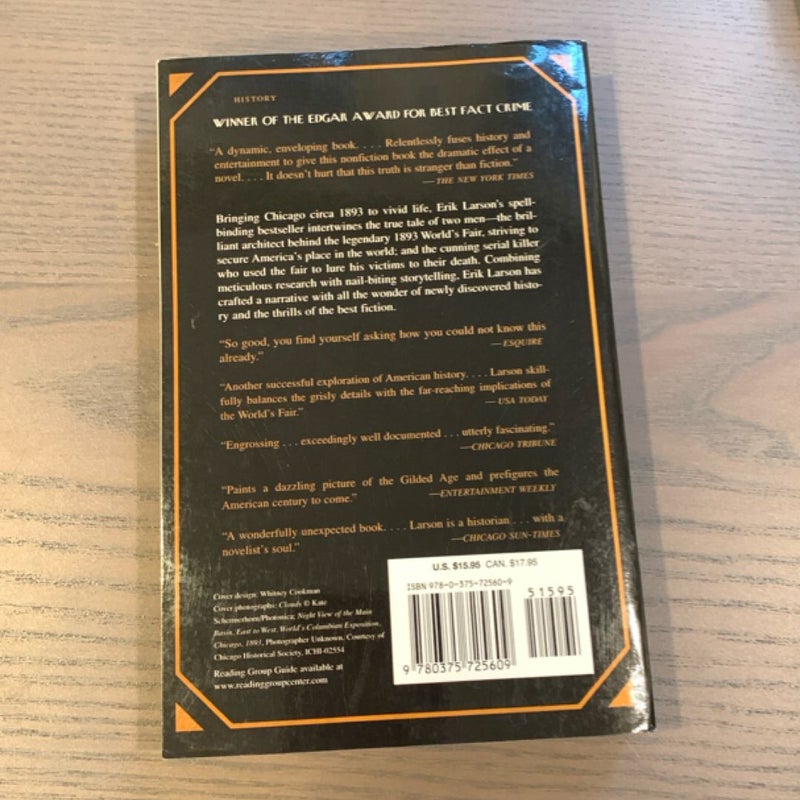 HISTORY
WINNER OF THE EDGAR AWARD FOR BEST FACT CRIME
“A dynamic, enveloping book. . . . Relentlessly fuses history and
entertainment to give this nonfiction book the dramatic effect of a
novel. . . . It doesn't hurt that this truth is stranger than fiction.”
—THE NEW YORK TIMES
Bringing Chicago circa 1893 to vivid life, Erik Larson's spell-
binding bestseller intertwines the true tale of two men—the bril-
liant architect behind the legendary 1893 World's Fair, striving to
secure America's place in the world; and the cunning serial killer
who used the fair to lure his victims to their death. Combining
meticulous research with nail-biting storytelling, Erik Larson has
crafted a narrative with all the wonder of newly discovered histo-
ry and the thrills of the best fiction.
“So good, you find yourself asking how you could not know this
already.”
—ESQUIRE
“Another successful exploration of American history. . . . Larson skill-
fully balances the grisly details with the far-reaching implications of
the World's Fair.”
—USA TODAY
“Engrossing . . . exceedingly well documented . . . utterly fascinating.”
—CHICAGO TRIBUNE
“Paints a dazzling picture of the Gilded Age and prefigures the
American century to come.”
—ENTERTAINMENT WEEKLY
“A wonderfully unexpected book. . . . Larson is a historian . . . with a
novelist's soul.”
—CHICAGO SUN-TIMES
U.S. $15.95 CAN. $17.95
ISBN 978-0-375-72560-9
51595
9 780375 725609
Cover design: Whitney Cookman
Cover photographs: Clouds © Kate
Schermerhorn/Photonica; Night View of the Main
Basin, East to West, World's Columbian Exposition,
Chicago, 1893, Photographer Unknown, Courtesy of
Chicago Historical Society, ICHI-02554
Reading Group Guide available at
www.readinggroupcenter.com